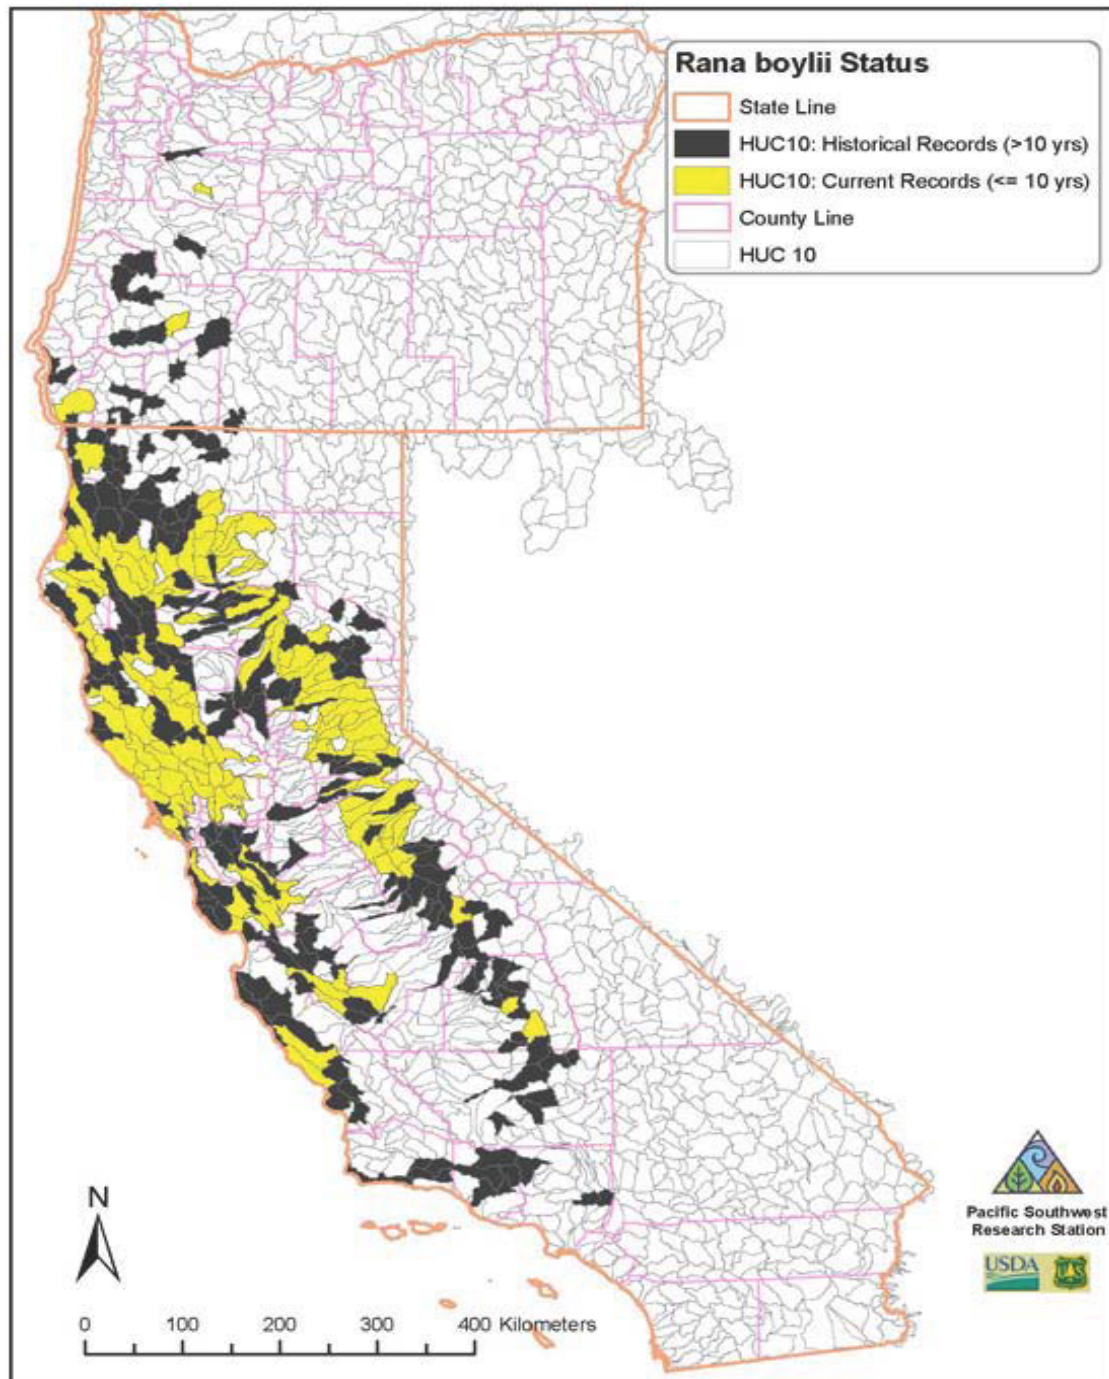 Rana boylii Status
State Line
HUC10: Historical Records (>10 yrs)
HUC10: Current Records (<= 10 yrs)
County Line
HUC 10
N
0 100 200 300 400 Kilometers
Pacific Southwest
Research Station
USDA
U S